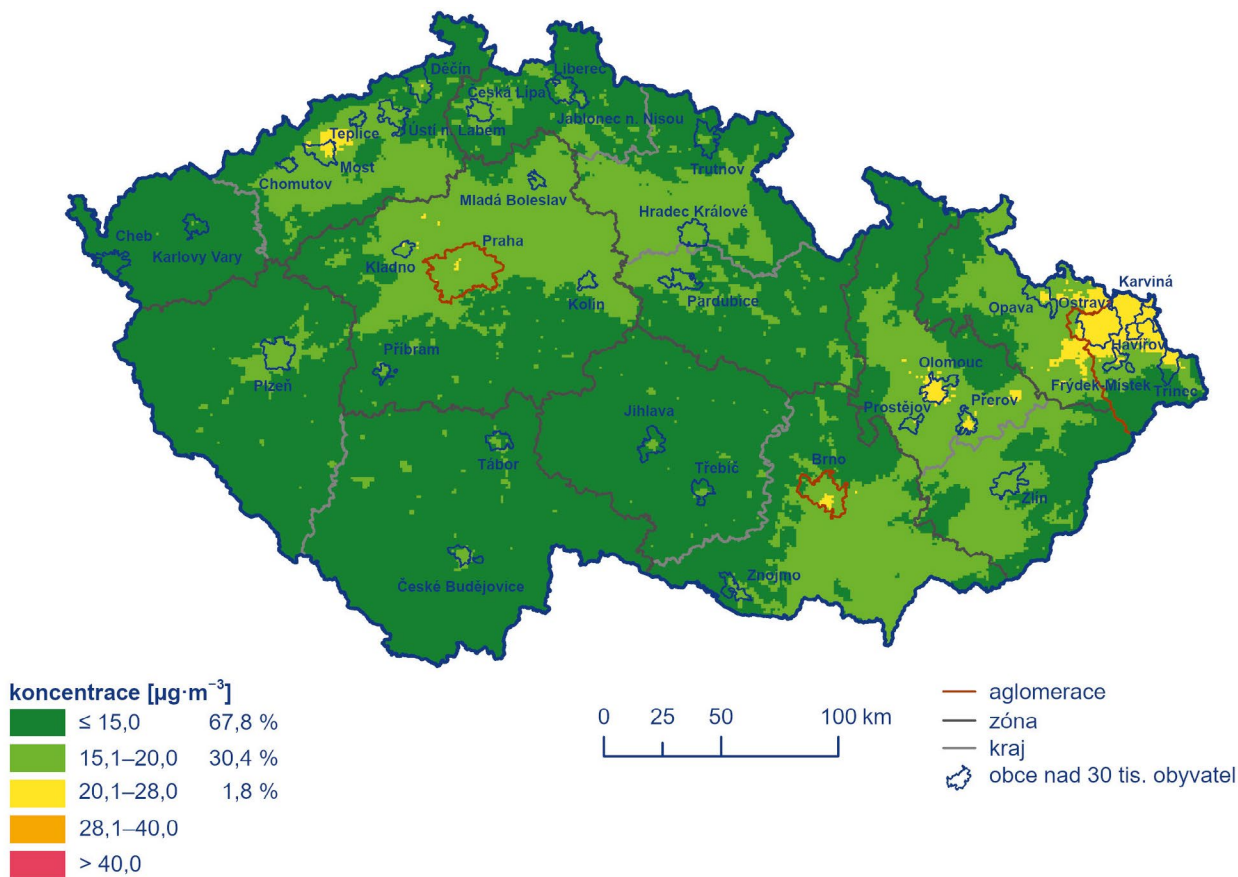 Děčín
Liberec
Česká Lípa
Teplice
Ústí n. Labem
Jablonec n. Nisou
Most
Trutnov
Chomutov
Mladá Boleslav
Hradec Králové
Cheb
Karlovy Vary
Praha
Kladno
Kolín
Pardubice
Karviná
Opava
Ostrava
Havířov
Příbram
Plzeň
Olomouc
Frýdek-Místek
Třinec
Prostějov
Přerov
Jihlava
Tábor
Třebíč
Brno
Zlín
České Budějovice
Znojmo
koncentrace [µg·m⁻³]
≤ 15,0 67,8 %
15,1–20,0 30,4 %
20,1–28,0 1,8 %
28,1–40,0
> 40,0
0 25 50 100 km
aglomerace
zóna
kraj
obce nad 30 tis. obyvatel